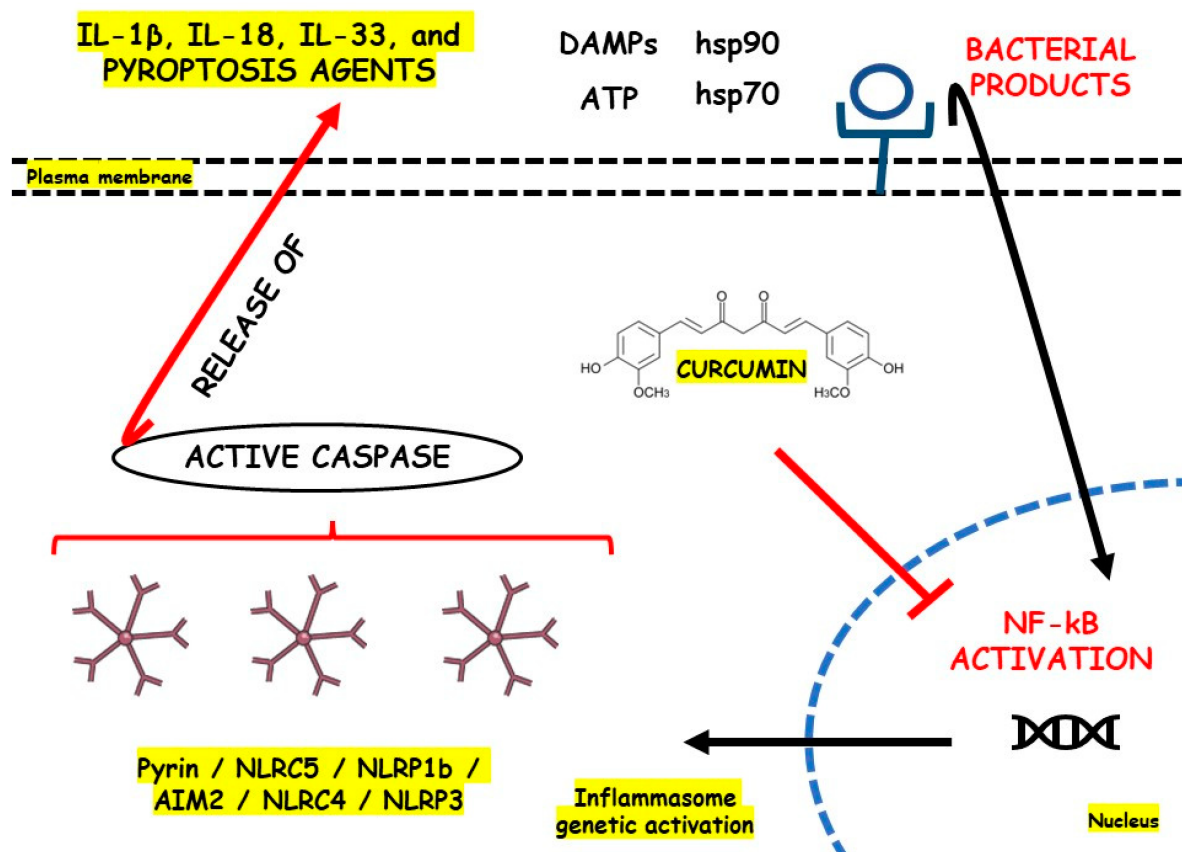 IL-1β, IL-18, IL-33, and
PYROPTOSIS AGENTS
DAMPs
hsp90
ATP
hsp70
BACTERIAL
PRODUCTS
Plasma membrane
RELEASE OF
O
O
HO
OCH3
CURCUMIN
H3CO
OH
ACTIVE CASPASE
NF-kB
ACTIVATION
Pyrin / NLRC5 / NLRP1b /
AIM2 / NLRC4 / NLRP3
Inflammasome
genetic activation
Nucleus